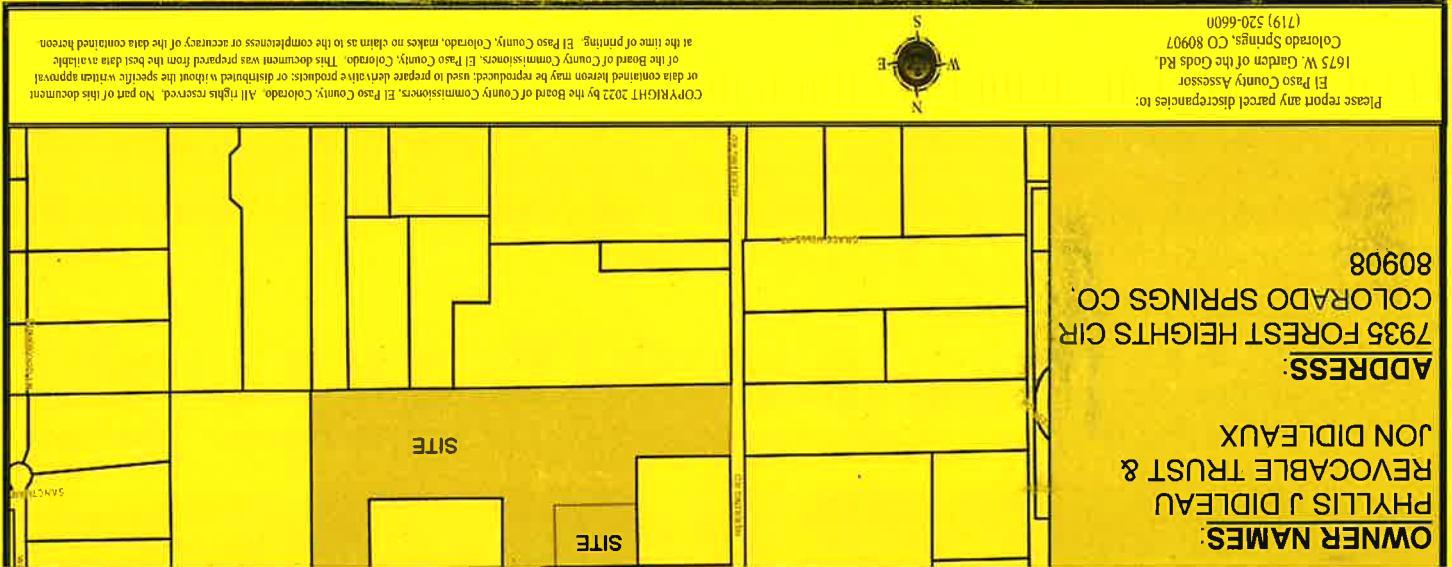 OWNER NAMES:
PHYLLIS J DIDLEAU
REVOCABLE TRUST &
JON DIDLEAUX
ADDRESS:
7935 FOREST HEIGHTS CIR
COLORADO SPRINGS CO,
80908
SITE
SITE
Please report any parcel discrepancies to:
El Paso County Assessor
1675 W. Garden of the Gods Rd.
Colorado Springs, CO 80907
(719) 520-6600
N
W
E
S
COPYRIGHT 2022 by the Board of County Commissioners, El Paso County, Colorado. All rights reserved. No part of this document
or data contained hereon may be reproduced; used to prepare derivative products; or distributed without the specific written approval
of the Board of County Commissioners, El Paso County, Colorado. This document was prepared from the best data available
at the time of printing. El Paso County, Colorado, makes no claim as to the completeness or accuracy of the data contained hereon.